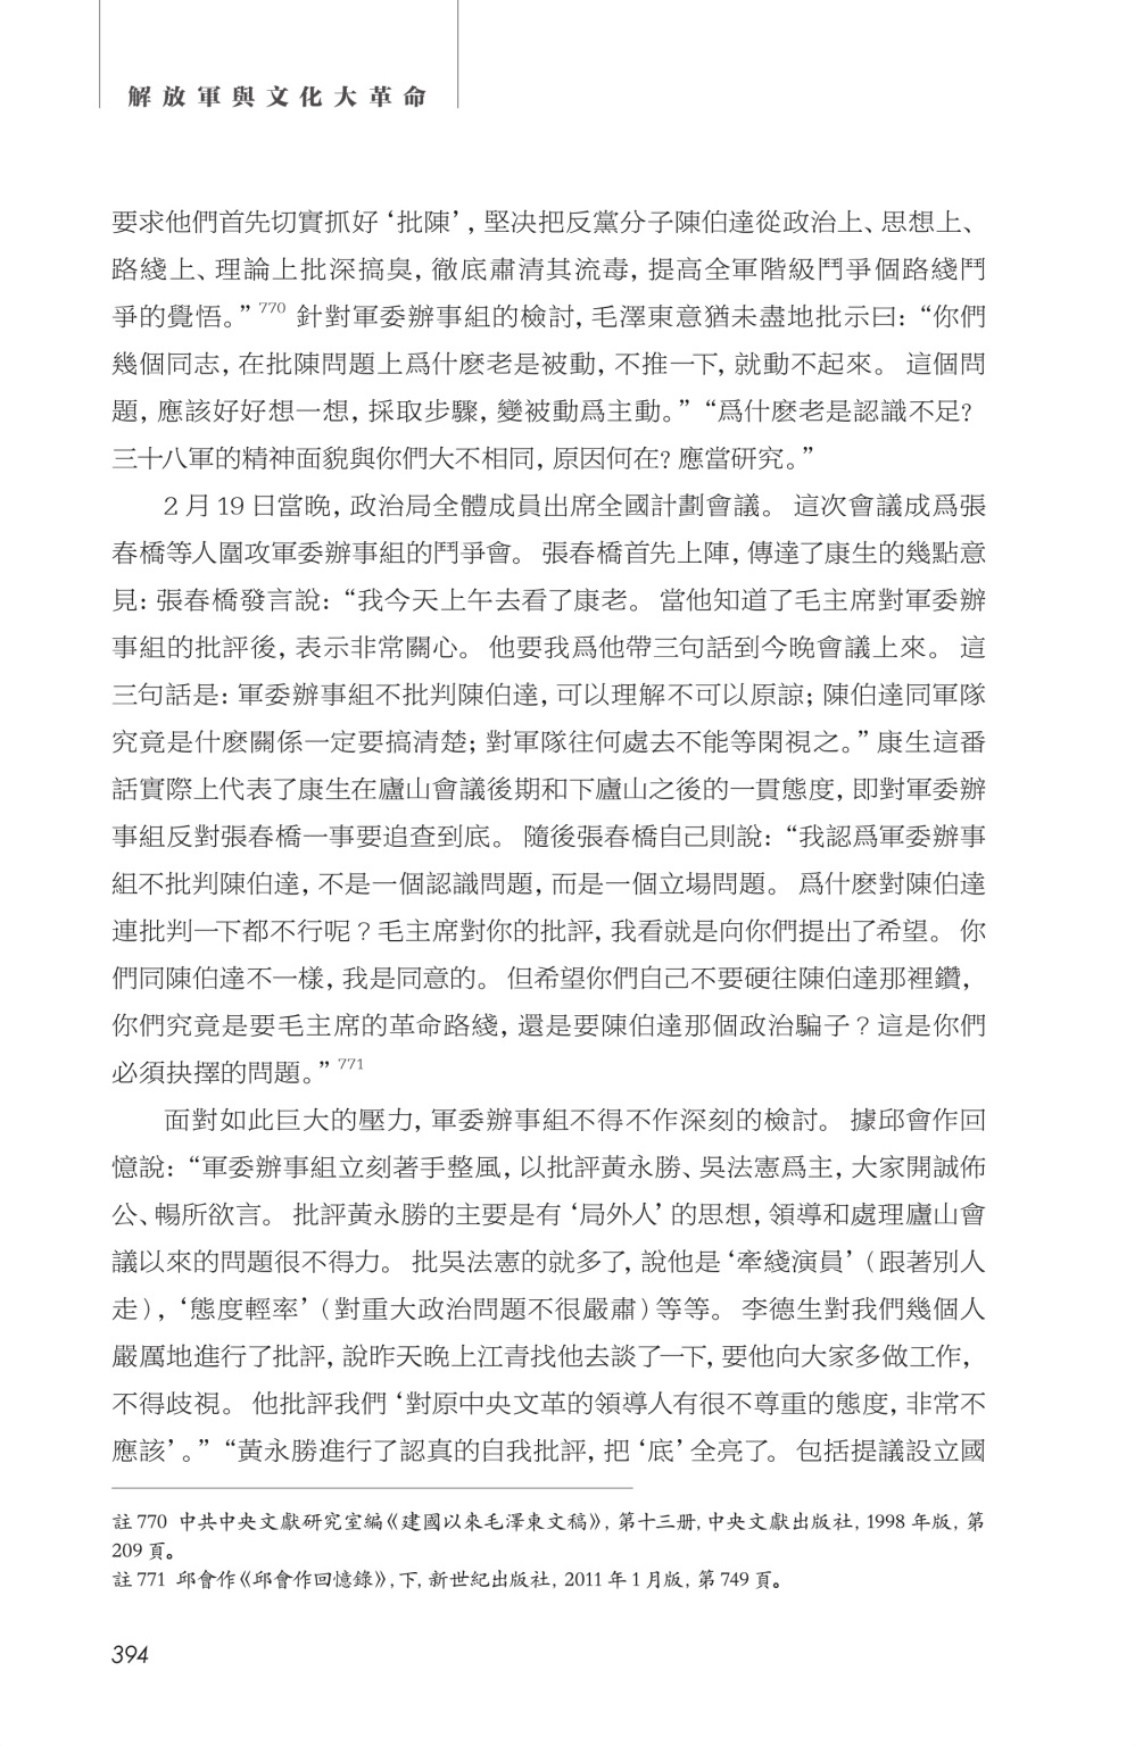 解放軍與文化大革命
要求他們首先切實抓好‘批陳’，堅決把反黨分子陳伯達從政治上、思想上、
路綫上、理論上批深搞臭，徹底肅清其流毒，提高全軍階級鬥爭個路綫鬥
爭的覺悟。”770 針對軍委辦事組的檢討，毛澤東意猶未盡地批示曰：“你們
幾個同志，在批陳問題上爲什麽老是被動，不推一下，就動不起來。 這個問
題，應該好好想一想，採取步驟，變被動爲主動。”“爲什麽老是認識不足？
三十八軍的精神面貌與你們大不相同，原因何在？應當研究。”
2 月 19 日當晚，政治局全體成員出席全國計劃會議。 這次會議成爲張
春橋等人圍攻軍委辦事組的鬥爭會。 張春橋首先上陣，傳達了康生的幾點意
見：張春橋發言說：“我今天上午去看了康老。 當他知道了毛主席對軍委辦
事組的批評後，表示非常關心。 他要我爲他帶三句話到今晚會議上來。 這
三句話是：軍委辦事組不批判陳伯達，可以理解不可以原諒；陳伯達同軍隊
究竟是什麽關係一定要搞清楚；對軍隊往何處去不能等閑視之。”康生這番
話實際上代表了康生在廬山會議後期和下廬山之後的一貫態度，即對軍委辦
事組反對張春橋一事要追查到底。 隨後張春橋自己則說：“我認爲軍委辦事
組不批判陳伯達，不是一個認識問題，而是一個立場問題。 爲什麽對陳伯達
連批判一下都不行呢？毛主席對你的批評，我看就是向你們提出了希望。 你
們同陳伯達不一樣，我是同意的。 但希望你們自己不要硬往陳伯達那裡鑽，
你們究竟是要毛主席的革命路綫，還是要陳伯達那個政治騙子？這是你們
必須抉擇的問題。”771
面對如此巨大的壓力，軍委辦事組不得不作深刻的檢討。 據邱會作回
憶說：“軍委辦事組立刻著手整風，以批評黃永勝、吳法憲爲主，大家開誠佈
公、暢所欲言。 批評黃永勝的主要是有‘局外人’的思想，領導和處理廬山會
議以來的問題很不得力。 批吳法憲的就多了，說他是‘牽綫演員’（跟著別人
走），‘態度輕率’（對重大政治問題不很嚴肅）等等。 李德生對我們幾個人
嚴厲地進行了批評，說昨天晚上江青找他去談了一下，要他向大家多做工作，
不得歧視。 他批評我們‘對原中央文革的領導人有很不尊重的態度，非常不
應該’。”“黃永勝進行了認真的自我批評，把‘底’全亮了。 包括提議設立國
註 770 中共中央文獻研究室編《建國以來毛澤東文稿》，第十三册，中央文獻出版社，1998 年版，第
209 頁。
註 771 邱會作《邱會作回憶錄》，下，新世紀出版社，2011 年 1 月版，第 749 頁。
394